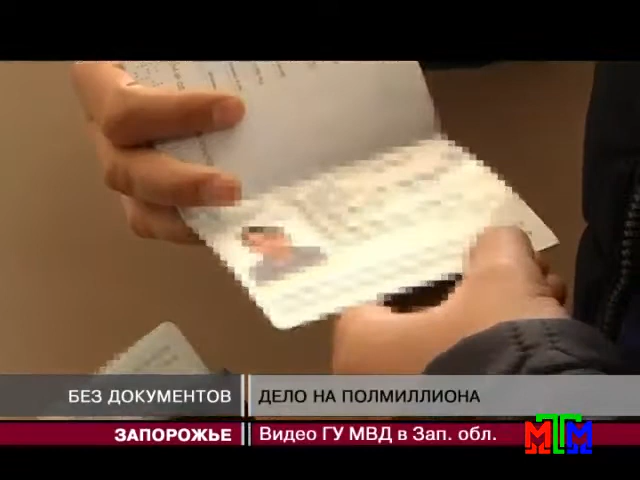 БЕЗ ДОКУМЕНТОВ
ДЕЛО НА ПОЛМИЛЛИОНА
ЗАПОРОЖЬЕ
Видео ГУ МВД в Зап. обл.
МТМ